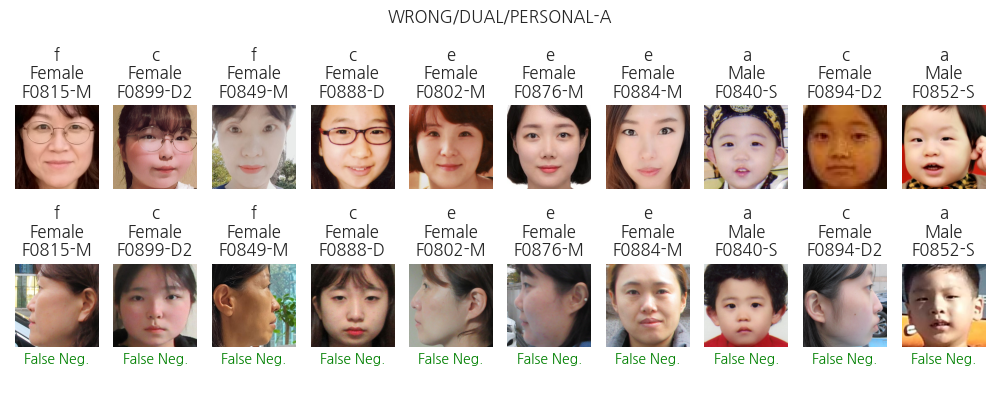 WRONG/DUAL/PERSONAL-A
f c f c e e e a c a
Female Female Female Female Female Female Female Male Female Male
F0815-M F0899-D2 F0849-M F0888-D F0802-M F0876-M F0884-M F0840-S F0894-D2 F0852-S
f c f c e e e a c a
Female Female Female Female Female Female Female Male Female Male
F0815-M F0899-D2 F0849-M F0888-D F0802-M F0876-M F0884-M F0840-S F0894-D2 F0852-S
False Neg. False Neg. False Neg. False Neg. False Neg. False Neg. False Neg. False Neg. False Neg. False Neg.